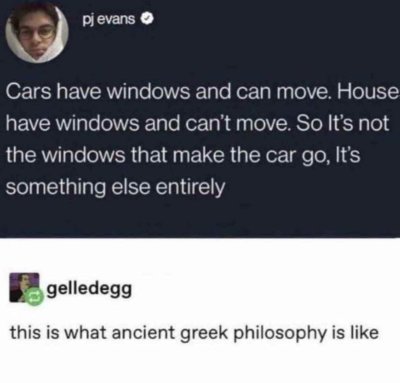 pj evans
Cars have windows and can move. House
have windows and can't move. So It's not
the windows that make the car go, It's
something else entirely
gelledegg
this is what ancient greek philosophy is like